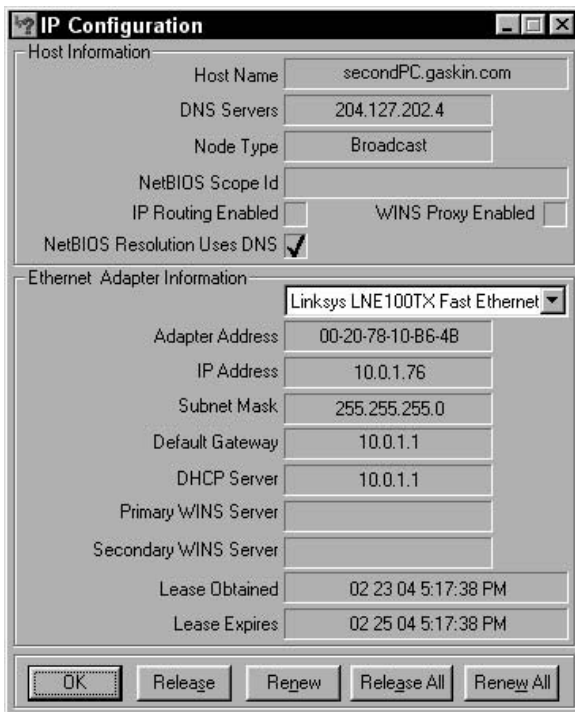 IP Configuration
Host Information
Host Name secondPC.gaskin.com
DNS Servers 204.127.202.4
Node Type Broadcast
NetBIOS Scope Id
IP Routing Enabled WINS Proxy Enabled
NetBIOS Resolution Uses DNS
Ethernet Adapter Information
Linksys LNE100TX Fast Ethernet
Adapter Address 00-20-78-10-B6-4B
IP Address 10.0.1.76
Subnet Mask 255.255.255.0
Default Gateway 10.0.1.1
DHCP Server 10.0.1.1
Primary WINS Server
Secondary WINS Server
Lease Obtained 02 23 04 5:17:38 PM
Lease Expires 02 25 04 5:17:38 PM
OK Release Renew Release All Renew All